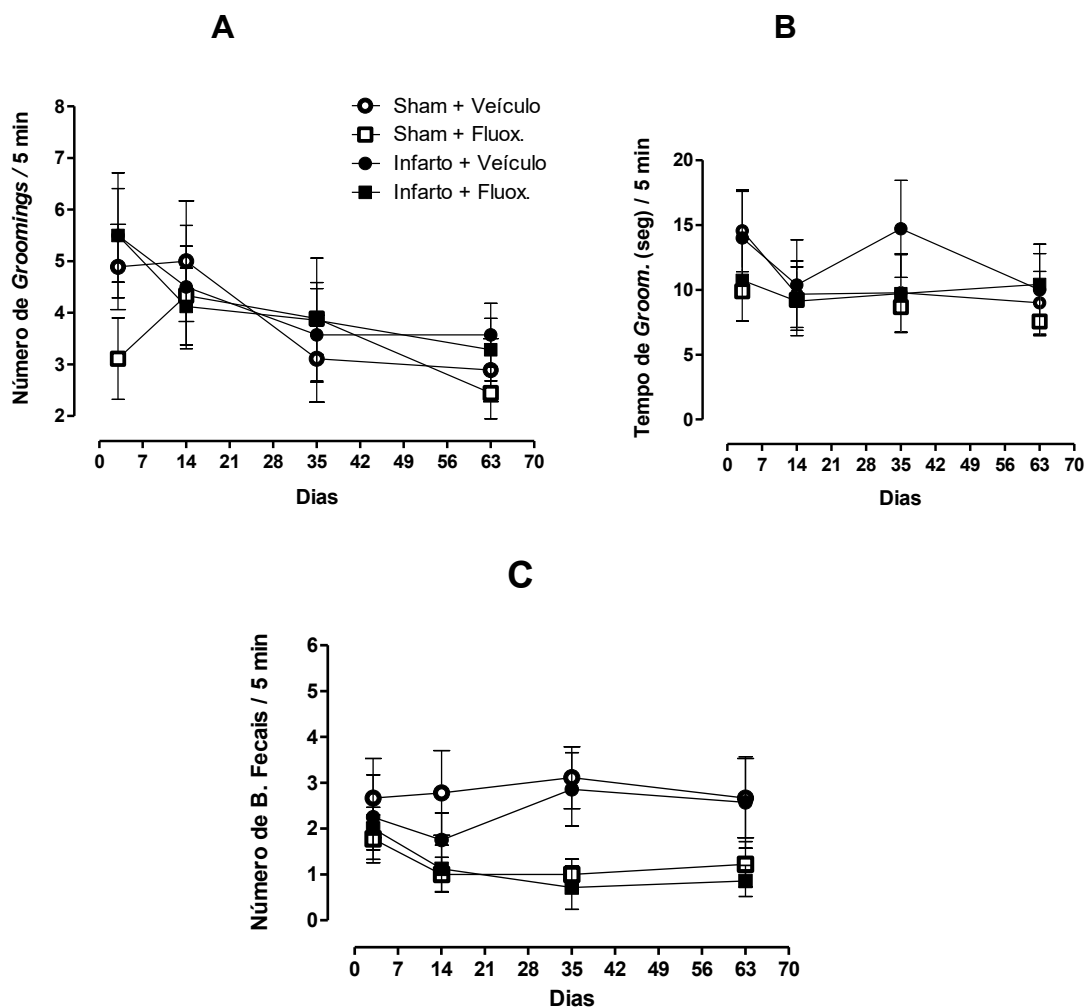 A
Número de Groomings / 5 min
8
7
6
5
4
3
2
Sham + Veículo
Sham + Fluox.
Infarto + Veículo
Infarto + Fluox.
0 7 14 21 28 35 42 49 56 63 70
Dias
B
Tempo de Groom. (seg) / 5 min
20
15
10
5
0
0 7 14 21 28 35 42 49 56 63 70
Dias
C
Número de B. Fecais / 5 min
6
5
4
3
2
1
0
0 7 14 21 28 35 42 49 56 63 70
Dias